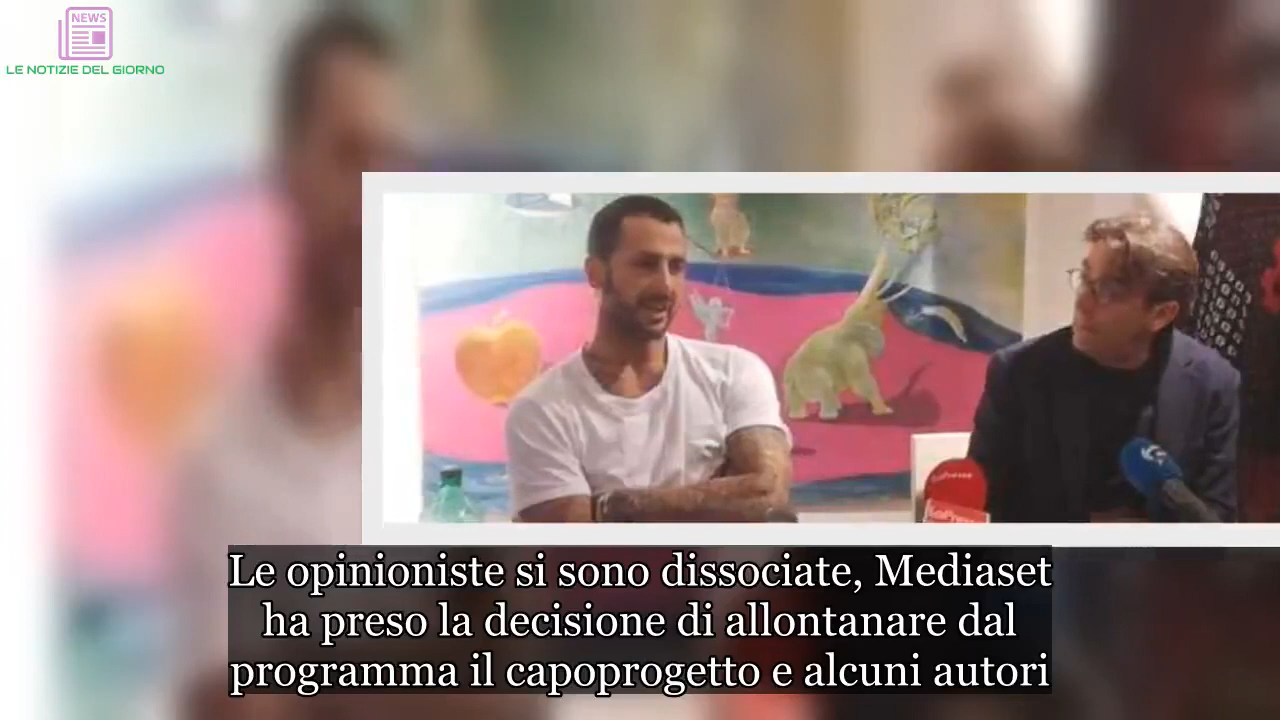 NEWS
LE NOTIZIE DEL GIORNO
Le opinioniste si sono dissociate, Mediaset
ha preso la decisione di allontanare dal
programma il capoprogetto e alcuni autori